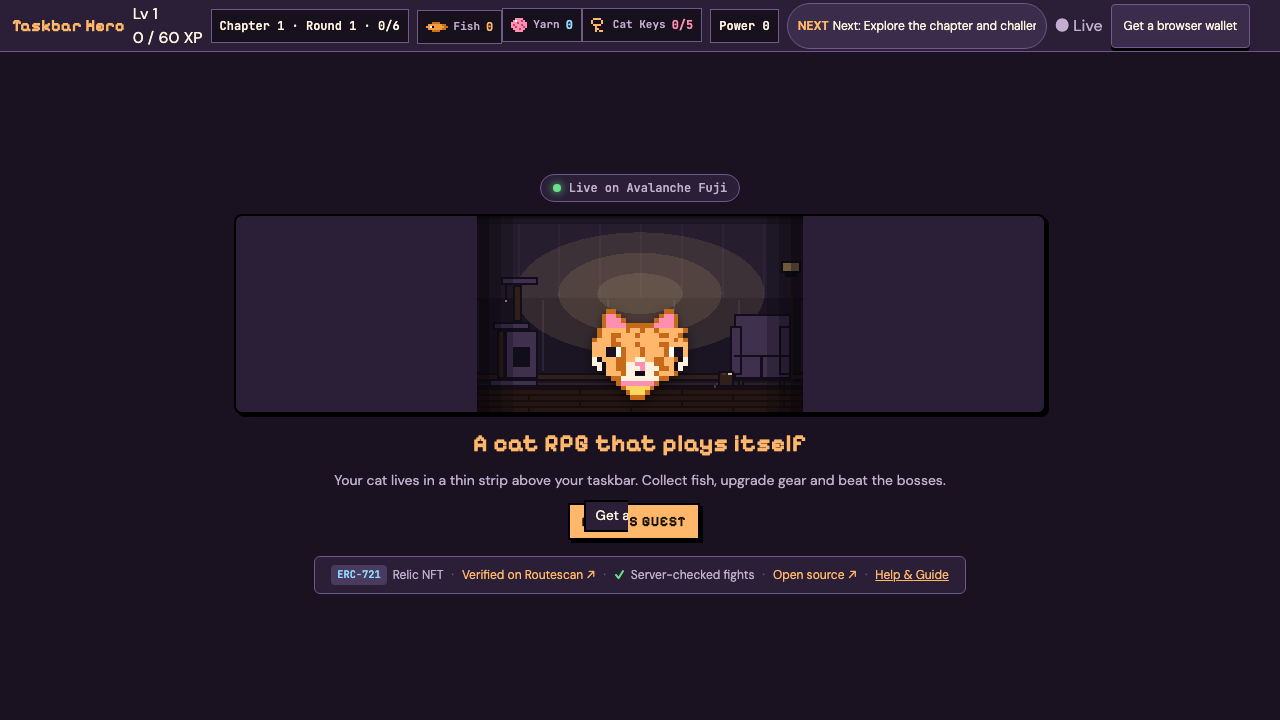 Taskbar Hero
Lv 1
0 / 60 XP
Chapter 1 · Round 1 · 0/6
Fish 0
Yarn 0
Cat Keys 0/5
Power 0
NEXT Next: Explore the chapter and challen
Live
Get a browser wallet
Live on Avalanche Fuji
A cat RPG that plays itself
Your cat lives in a thin strip above your taskbar. Collect fish, upgrade gear and beat the bosses.
Get a
S GUEST
ERC-721 Relic NFT · Verified on Routescan ↗ · ✓ Server-checked fights · Open source ↗ · Help & Guide